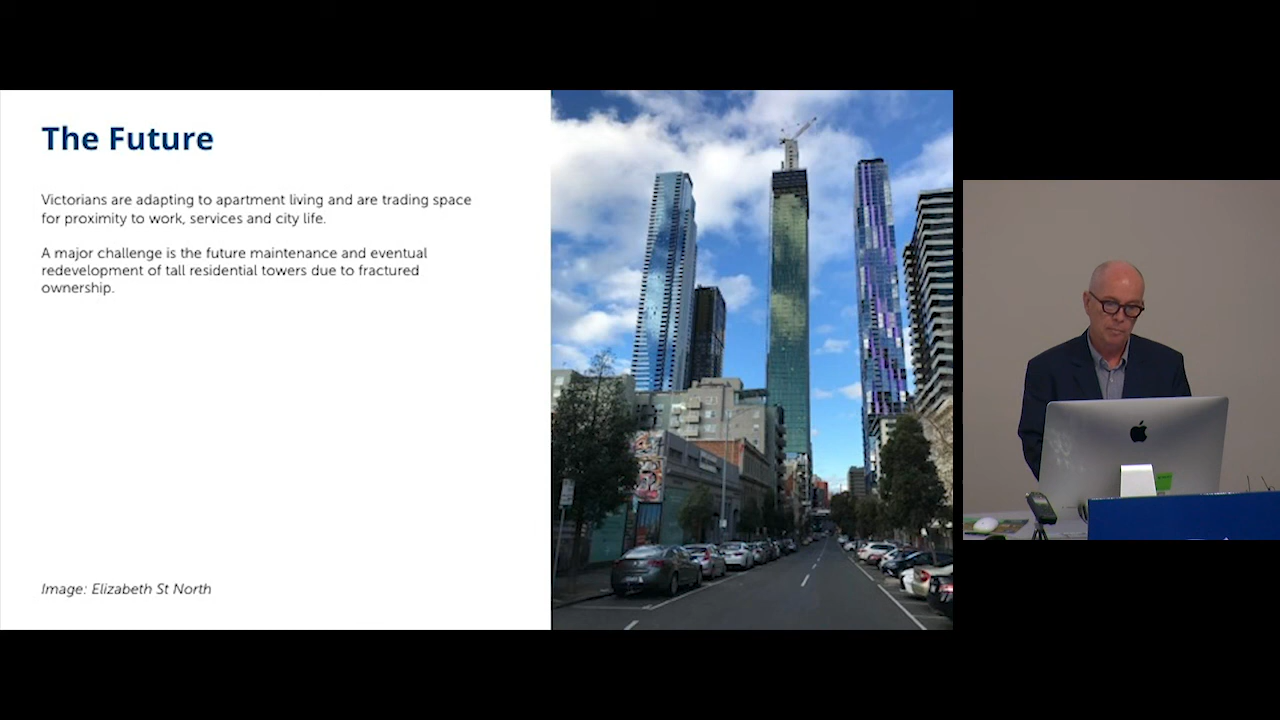 The Future
Victorians are adapting to apartment living and are trading space
for proximity to work, services and city life.
A major challenge is the future maintenance and eventual
redevelopment of tall residential towers due to fractured
ownership.
Image: Elizabeth St North